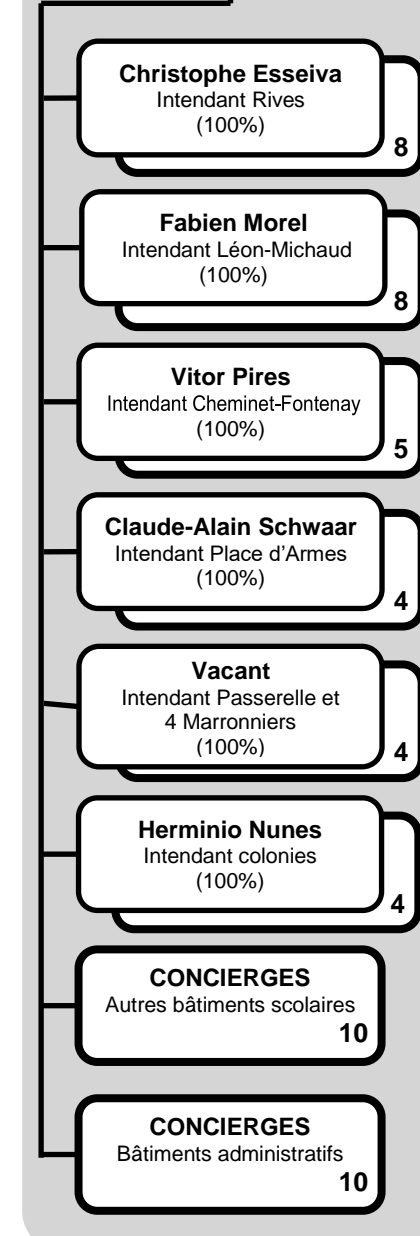 Christophe Esseiva
Intendant Rives
(100%)
8
Fabien Morel
Intendant Léon-Michaud
(100%)
8
Vitor Pires
Intendant Cheminet-Fontenay
(100%)
5
Claude-Alain Schwaar
Intendant Place d’Armes
(100%)
4
Vacant
Intendant Passerelle et
4 Marronniers
(100%)
4
Herminio Nunes
Intendant colonies
(100%)
4
CONCIERGES
Autres bâtiments scolaires
10
CONCIERGES
Bâtiments administratifs
10